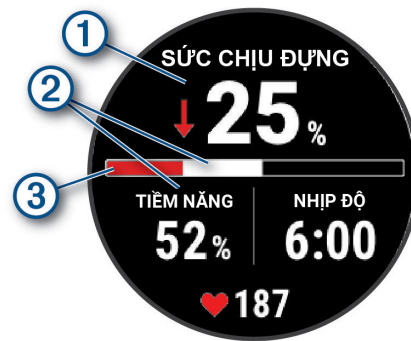 1
SỨC CHỊU ĐỰNG
2
25%
3
TIỀM NĂNG
NHỊP ĐỘ
52%
6:00
187